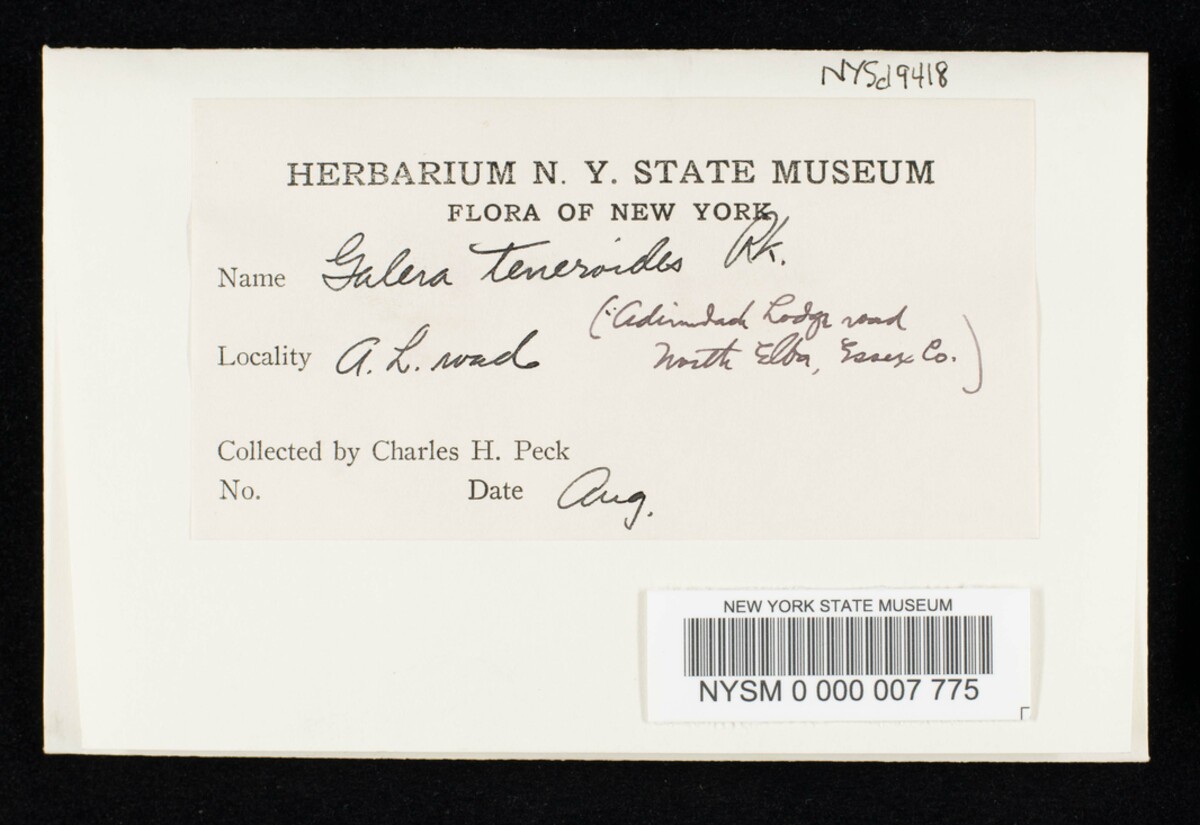 NYSd9418
HERBARIUM N. Y. STATE MUSEUM
FLORA OF NEW YORK
Name Galera teneroides Pk.
(Adirondack Lodge road
Locality A. L. road North Elba, Essex Co.)
Collected by Charles H. Peck
No. Date Aug.
NEW YORK STATE MUSEUM
NYSM 0 000 007 775